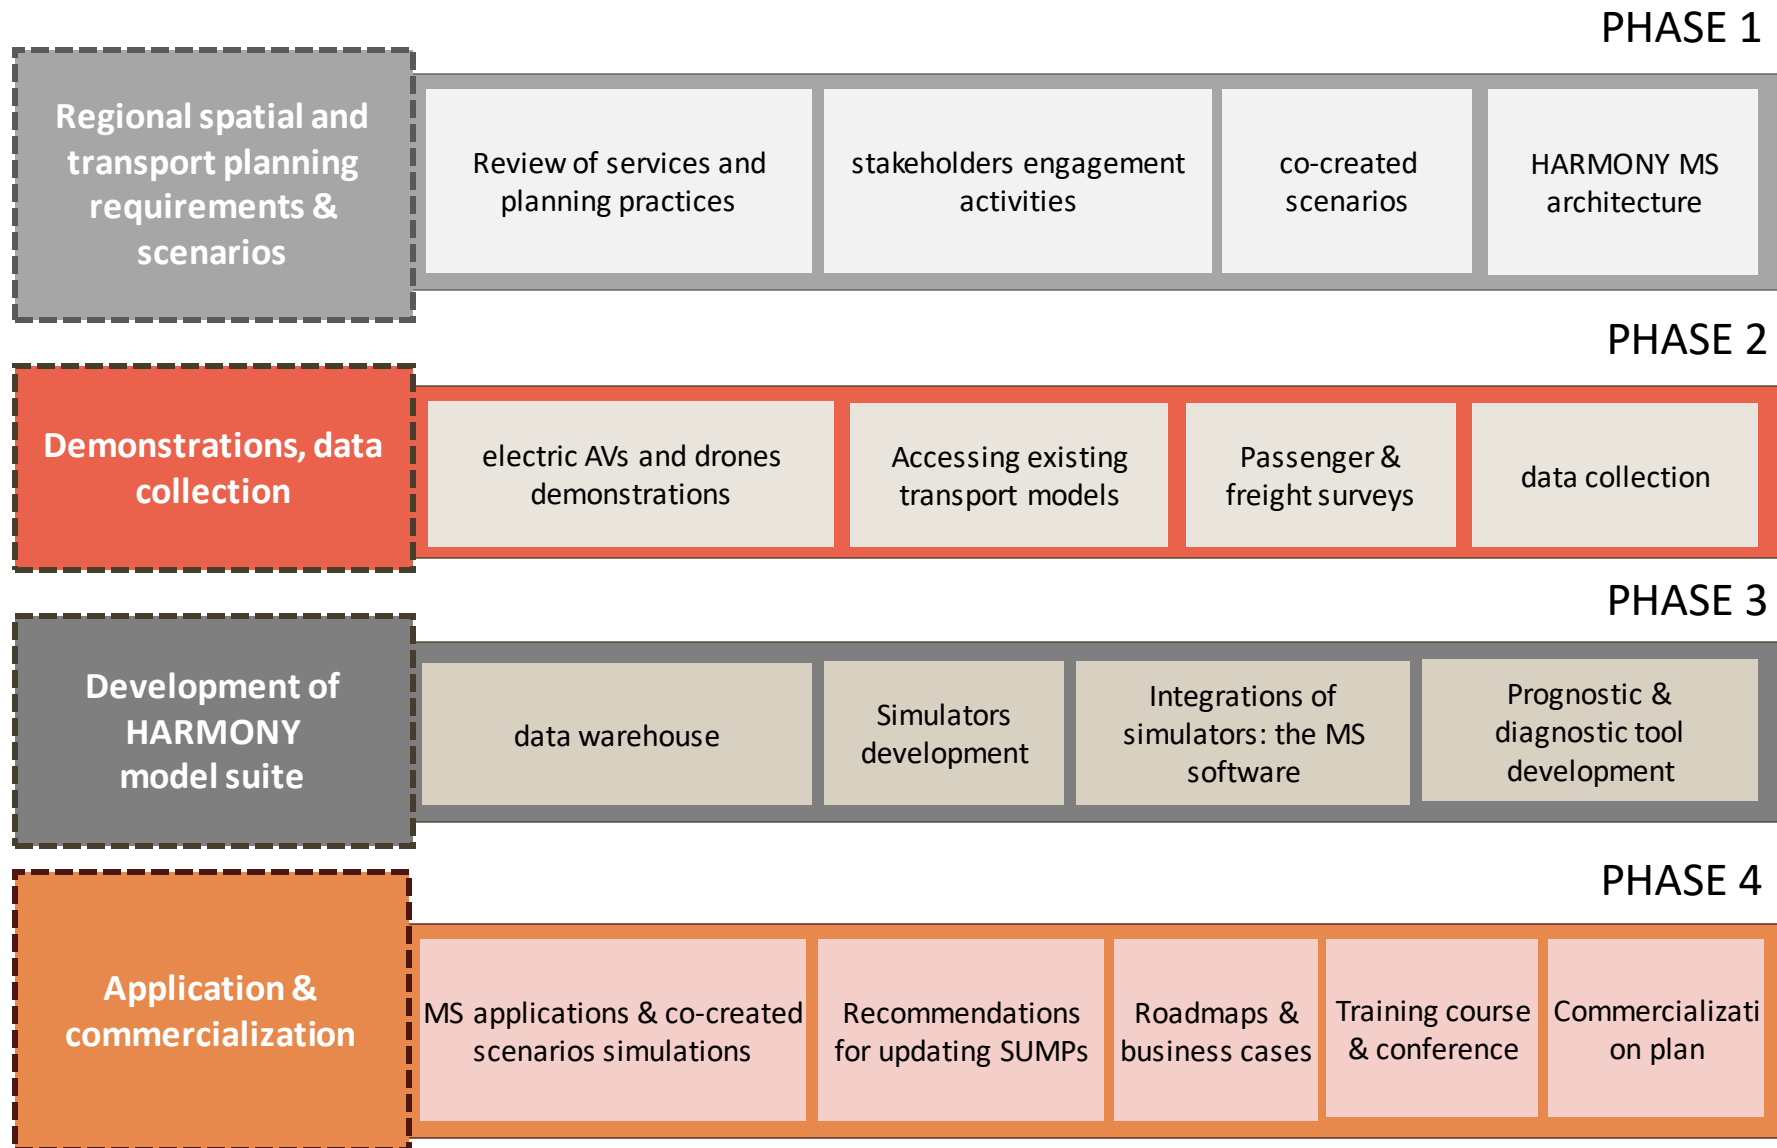 PHASE 1
Regional spatial and
transport planning
requirements &
scenarios
Review of services and
planning practices
stakeholders engagement
activities
co-created
scenarios
HARMONY MS
architecture
PHASE 2
Demonstrations, data
collection
electric AVs and drones
demonstrations
Accessing existing
transport models
Passenger &
freight surveys
data collection
PHASE 3
Development of
HARMONY
model suite
data warehouse
Simulators
development
Integrations of
simulators: the MS
software
Prognostic &
diagnostic tool
development
PHASE 4
Application &
commercialization
MS applications & co-created
scenarios simulations
Recommendations
for updating SUMPs
Roadmaps &
business cases
Training course
& conference
Commercializati
on plan